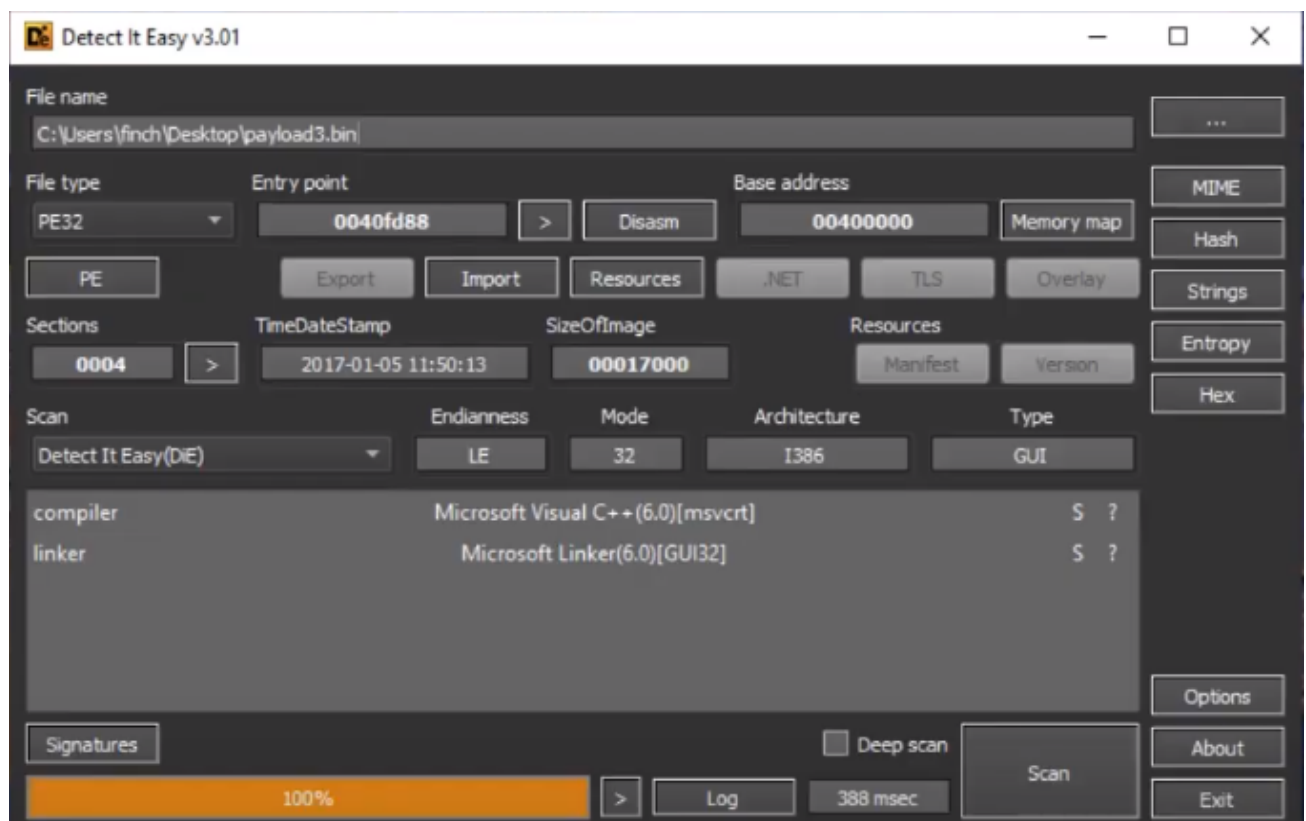 Detect It Easy v3.01
File name
C:\Users\finch\Desktop\payload3.bin
...
File type Entry point Base address
MIME
PE32 0040fd88 > Disasm 00400000 Memory map
Hash
PE Export Import Resources .NET TLS Overlay
Strings
Sections TimeDateStamp SizeOfImage Resources
Entropy
0004 > 2017-01-05 11:50:13 00017000 Manifest Version
Hex
Scan Endianness Mode Architecture Type
Detect It Easy(DiE) LE 32 I386 GUI
compiler Microsoft Visual C++(6.0)[msvcrt] S ?
linker Microsoft Linker(6.0)[GUI32] S ?
Options
Signatures Deep scan Scan About
100% > Log 388 msec Exit